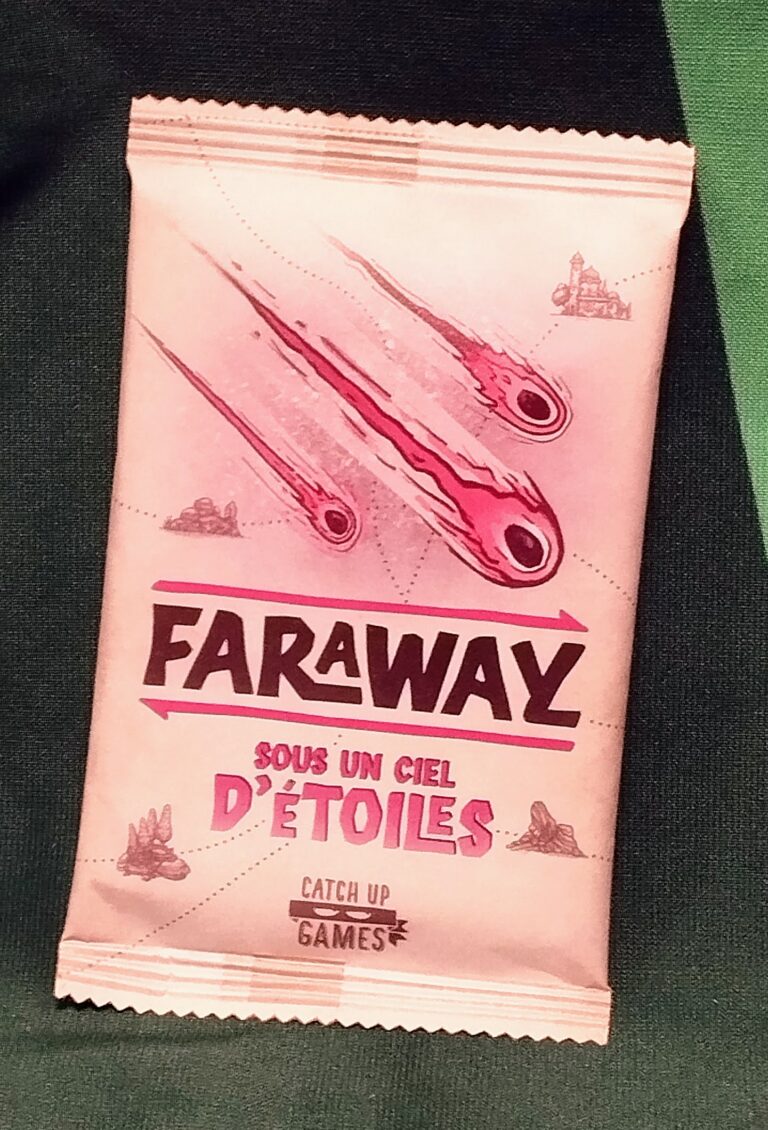 FARAWAY
SOUS UN CIEL
D'ÉTOILES
CATCH UP
GAMES